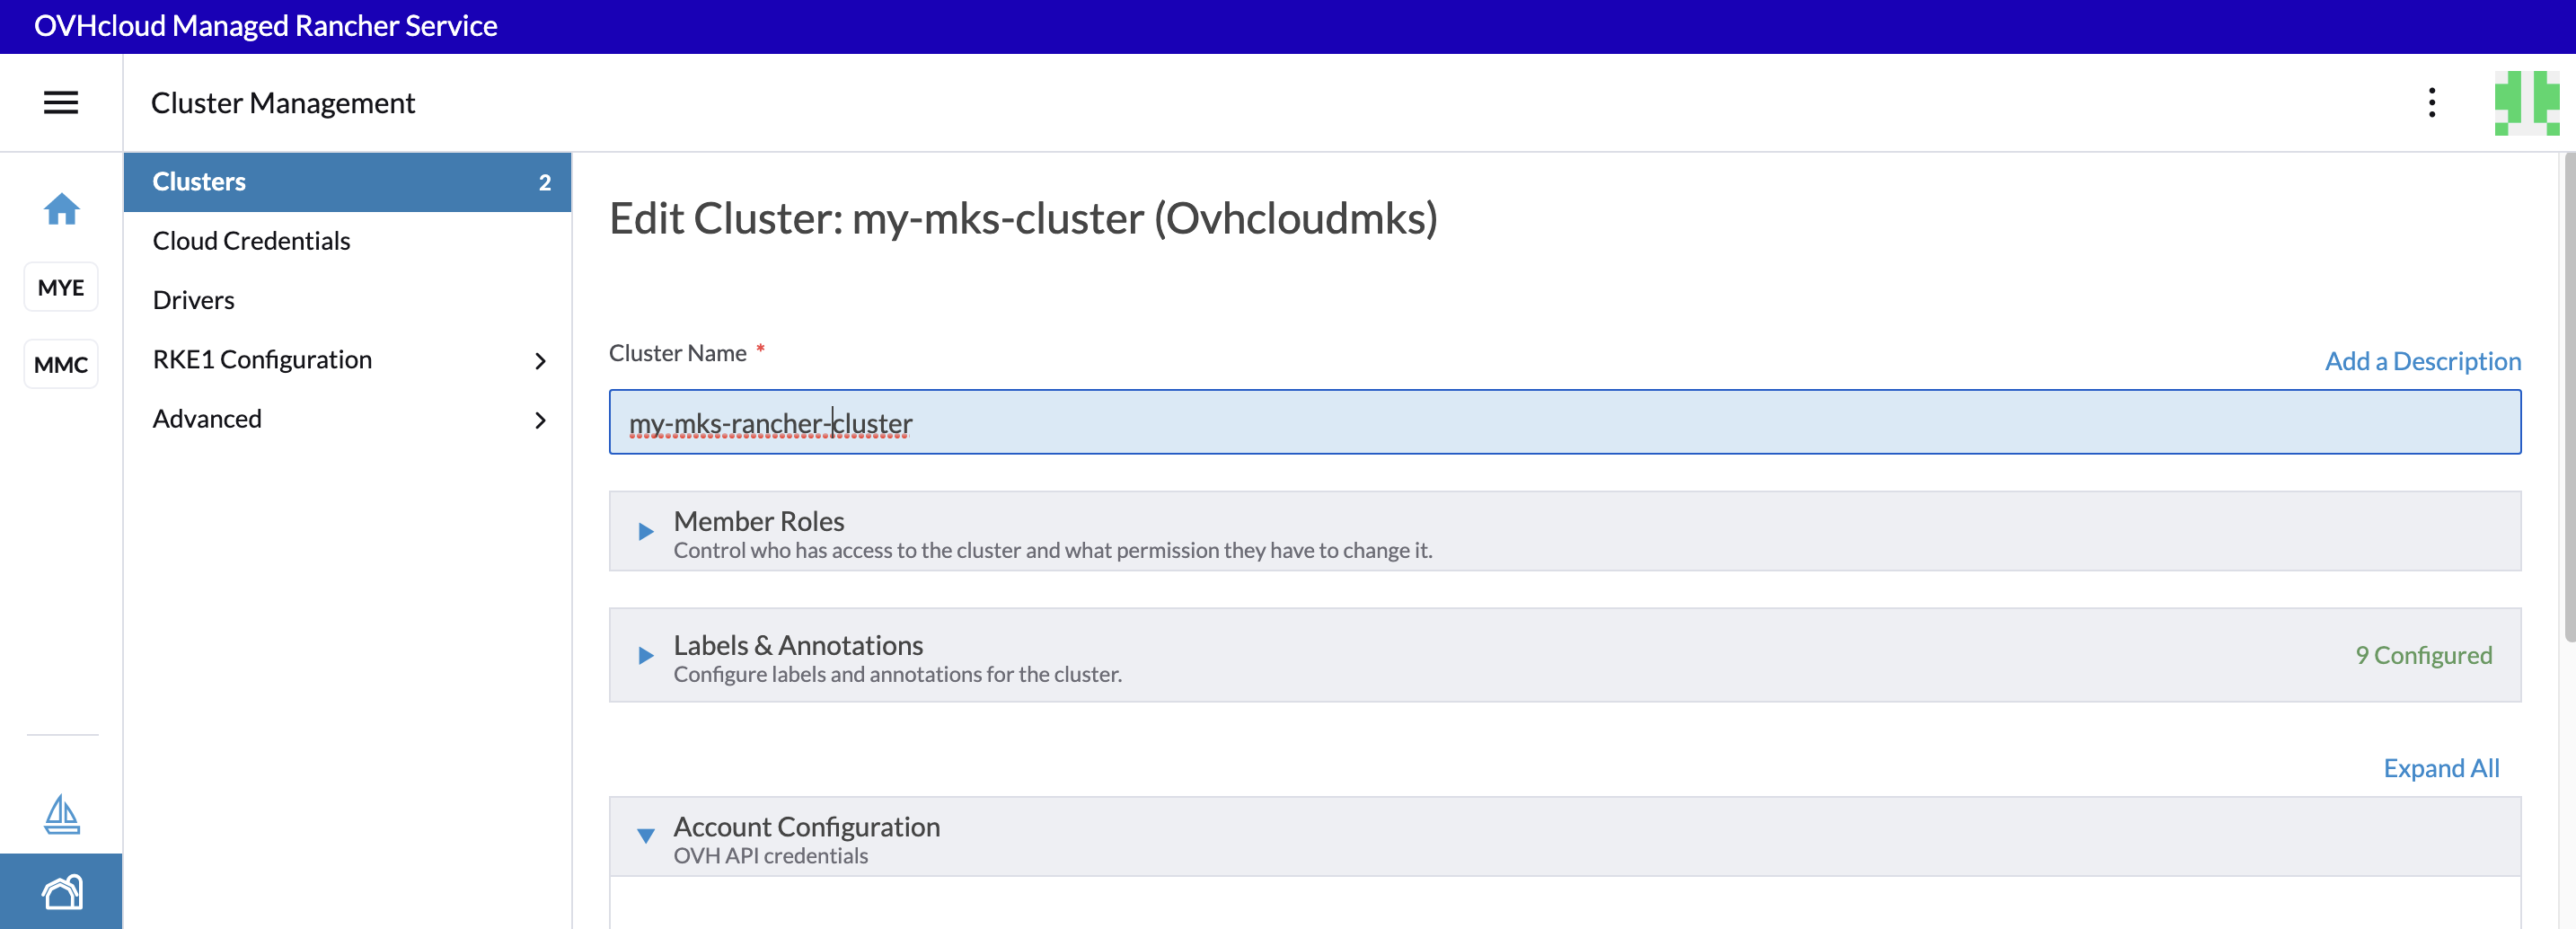 OVHcloud Managed Rancher Service
Cluster Management
Clusters 2
Cloud Credentials
Drivers
RKE1 Configuration
Advanced
MYE
MMC
Edit Cluster: my-mks-cluster (Ovhcloudmks)
Cluster Name *
Add a Description
my-mks-rancher-cluster
Member Roles
Control who has access to the cluster and what permission they have to change it.
Labels & Annotations
Configure labels and annotations for the cluster.
9 Configured
Expand All
Account Configuration
OVH API credentials